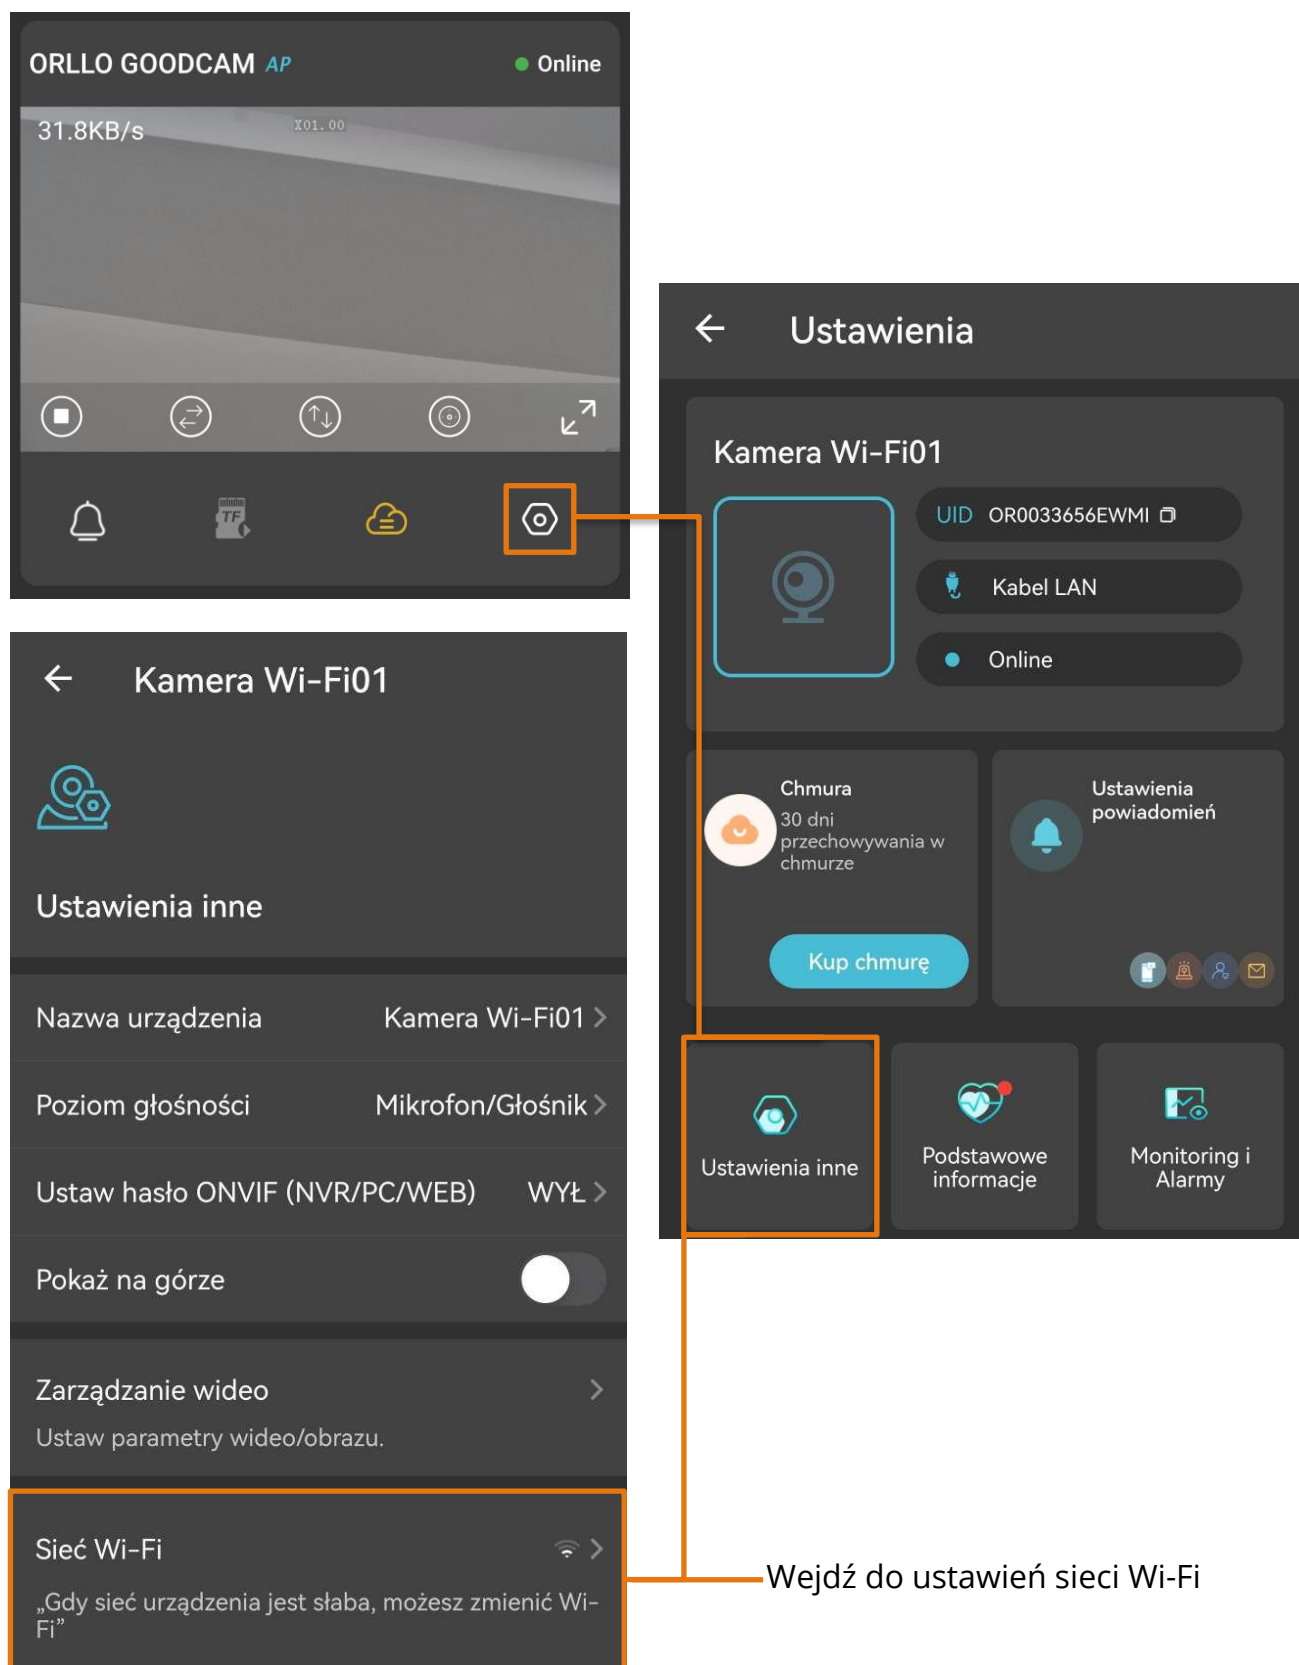 ORLLO GOODCAM AP
Online
31.8KB/s
X01.00
TF
Ustawienia
Kamera Wi-Fi01
UID OR0033656EWMI
Kabel LAN
Online
Chmura
30 dni
przechowywania w
chmurze
Kup chmurę
Ustawienia
powiadomień
Ustawienia inne
Podstawowe
informacje
Monitoring i
Alarmy
Kamera Wi-Fi01
Ustawienia inne
Nazwa urządzenia Kamera Wi-Fi01
Poziom głośności Mikrofon/Głośnik
Ustaw hasło ONVIF (NVR/PC/WEB) WYŁ
Pokaż na górze
Zarządzanie wideo
Ustaw parametry wideo/obrazu.
Sieć Wi-Fi
„Gdy sieć urządzenia jest słaba, możesz zmienić Wi-
Fi”
Wejdź do ustawień sieci Wi-Fi